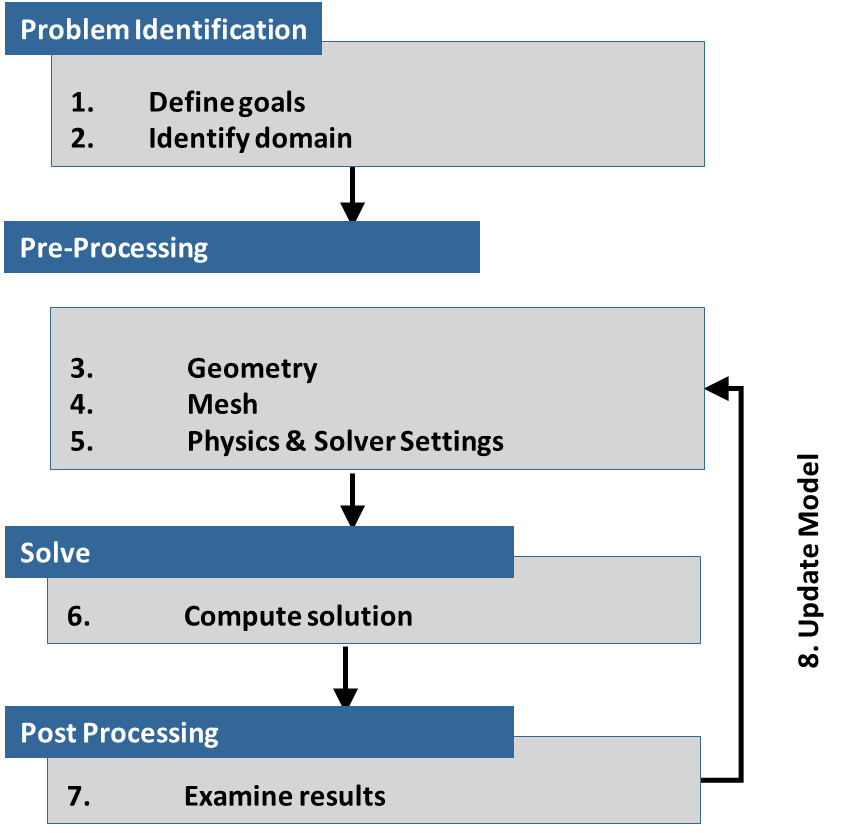 Problem Identification
1. Define goals
2. Identify domain
Pre-Processing
3. Geometry
4. Mesh
5. Physics & Solver Settings
8. Update Model
Solve
6. Compute solution
Post Processing
7. Examine results